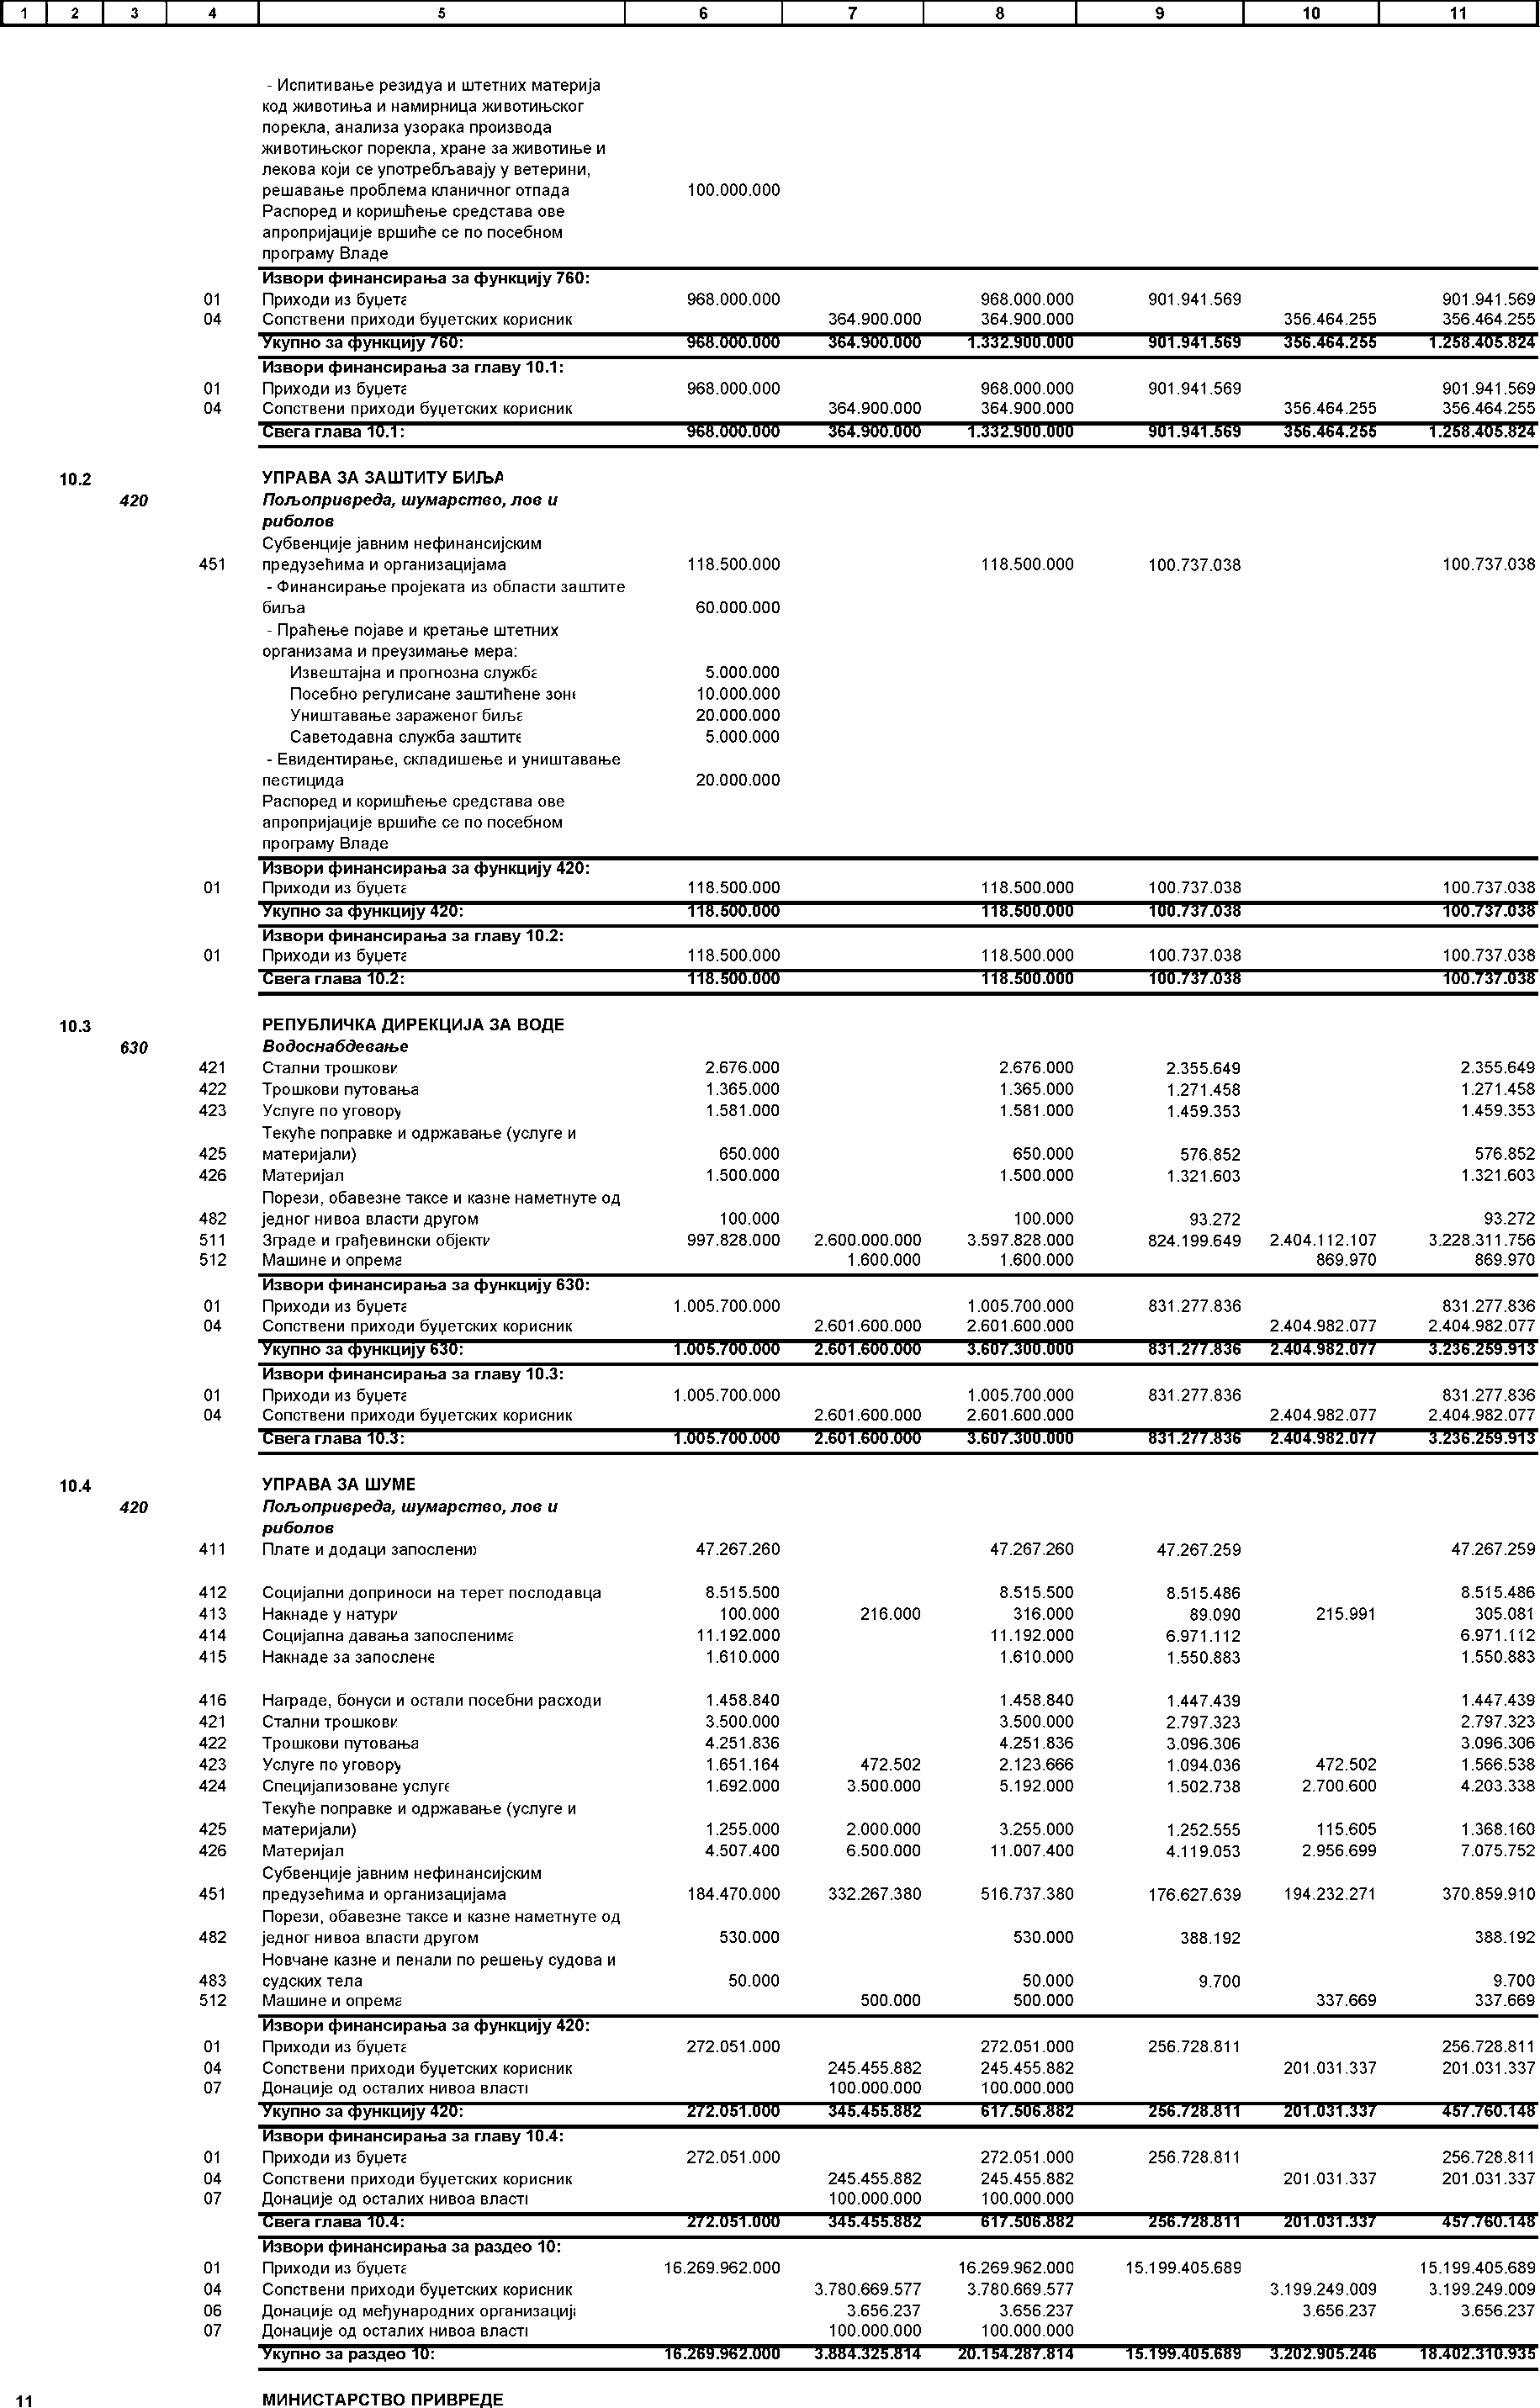 1 2 3 4 5 6 7 8 9 10 11
- Испитивање резидуа и штетних материја
код животиња и намирница животињског
порекла, анализа узорака производа
животињског порекла, хране за животиње и
лекова који се употребљавају у ветерини,
решавање проблема кланичног отпада 100.000.000
Распоред и коришћење средстава ове
апропријације вршиће се по посебном
програму Владе
Извори финансирања за функцију 760:
01 Приходи из буџета 968.000.000 968.000.000 901.941.569 901.941.569
04 Сопствени приходи буџетских корисник 364.900.000 364.900.000 356.464.255 356.464.255
Укупно за функцију 760: 968.000.000 364.900.000 1.332.900.000 901.941.569 356.464.255 1.258.405.824
Извори финансирања за главу 10.1:
01 Приходи из буџета 968.000.000 968.000.000 901.941.569 901.941.569
04 Сопствени приходи буџетских корисник 364.900.000 364.900.000 356.464.255 356.464.255
Свега глава 10.1: 968.000.000 364.900.000 1.332.900.000 901.941.569 356.464.255 1.258.405.824
10.2 УПРАВА ЗА ЗАШТИТУ БИЉА
420 Пољопривреда, шумарство, лов и
риболов
Субвенције јавним нефинансијским
451 предузећима и организацијама 118.500.000 118.500.000 100.737.038 100.737.038
- Финансирање пројеката из области заштите
биља 60.000.000
- Праћење појаве и кретање штетних
организама и преузимање мера:
Извештајна и прогнозна служба 5.000.000
Посебно регулисане заштићене зоне 10.000.000
Уништавање зараженог биља 20.000.000
Саветодавна служба заштите 5.000.000
- Евидентирање, складишење и уништавање
пестицида 20.000.000
Распоред и коришћење средстава ове
апропријације вршиће се по посебном
програму Владе
Извори финансирања за функцију 420:
01 Приходи из буџета 118.500.000 118.500.000 100.737.038 100.737.038
Укупно за функцију 420: 118.500.000 118.500.000 100.737.038 100.737.038
Извори финансирања за главу 10.2:
01 Приходи из буџета 118.500.000 118.500.000 100.737.038 100.737.038
Свега глава 10.2: 118.500.000 118.500.000 100.737.038 100.737.038
10.3 РЕПУБЛИЧКА ДИРЕКЦИЈА ЗА ВОДЕ
630 Водоснабдевање
421 Стални трошкови 2.676.000 2.676.000 2.355.649 2.355.649
422 Трошкови путовања 1.365.000 1.365.000 1.271.458 1.271.458
423 Услуге по уговору 1.581.000 1.581.000 1.459.353 1.459.353
Текуће поправке и одржавање (услуге и
425 материјали) 650.000 650.000 576.852 576.852
426 Материјал 1.500.000 1.500.000 1.321.603 1.321.603
Порези, обавезне таксе и казне наметнуте од
482 једног нивоа власти другом 100.000 100.000 93.272 93.272
511 Зграде и грађевински објекти 997.828.000 2.600.000.000 3.597.828.000 824.199.649 2.404.112.107 3.228.311.756
512 Машине и опрема 1.600.000 1.600.000 869.970 869.970
Извори финансирања за функцију 630:
01 Приходи из буџета 1.005.700.000 1.005.700.000 831.277.836 831.277.836
04 Сопствени приходи буџетских корисник 2.601.600.000 2.601.600.000 2.404.982.077 2.404.982.077
Укупно за функцију 630: 1.005.700.000 2.601.600.000 3.607.300.000 831.277.836 2.404.982.077 3.236.259.913
Извори финансирања за главу 10.3:
01 Приходи из буџета 1.005.700.000 1.005.700.000 831.277.836 831.277.836
04 Сопствени приходи буџетских корисник 2.601.600.000 2.601.600.000 2.404.982.077 2.404.982.077
Свега глава 10.3: 1.005.700.000 2.601.600.000 3.607.300.000 831.277.836 2.404.982.077 3.236.259.913
10.4 УПРАВА ЗА ШУМЕ
420 Пољопривреда, шумарство, лов и
риболов
411 Плате и додаци запослених 47.267.260 47.267.260 47.267.259 47.267.259
412 Социјални доприноси на терет послодавца 8.515.500 8.515.500 8.515.486 8.515.486
413 Накнаде у натури 100.000 216.000 316.000 89.090 215.991 305.081
414 Социјална давања запосленима 11.192.000 11.192.000 6.971.112 6.971.112
415 Накнаде за запослене 1.610.000 1.610.000 1.550.883 1.550.883
416 Награде, бонуси и остали посебни расходи 1.458.840 1.458.840 1.447.439 1.447.439
421 Стални трошкови 3.500.000 3.500.000 2.797.323 2.797.323
422 Трошкови путовања 4.251.836 4.251.836 3.096.306 3.096.306
423 Услуге по уговору 1.651.164 472.502 2.123.666 1.094.036 472.502 1.566.538
424 Специјализоване услуге 1.692.000 3.500.000 5.192.000 1.502.738 2.700.600 4.203.338
Текуће поправке и одржавање (услуге и
425 материјали) 1.255.000 2.000.000 3.255.000 1.252.555 115.605 1.368.160
426 Материјал 4.507.400 6.500.000 11.007.400 4.119.053 2.956.699 7.075.752
Субвенције јавним нефинансијским
451 предузећима и организацијама 184.470.000 332.267.380 516.737.380 176.627.639 194.232.271 370.859.910
Порези, обавезне таксе и казне наметнуте од
482 једног нивоа власти другом 530.000 530.000 388.192 388.192
Новчане казне и пенали по решењу судова и
483 судских тела 50.000 50.000 9.700 9.700
512 Машине и опрема 500.000 500.000 337.669 337.669
Извори финансирања за функцију 420:
01 Приходи из буџета 272.051.000 272.051.000 256.728.811 256.728.811
04 Сопствени приходи буџетских корисник 245.455.882 245.455.882 201.031.337 201.031.337
07 Донације од осталих нивоа власти 100.000.000 100.000.000
Укупно за функцију 420: 272.051.000 345.455.882 617.506.882 256.728.811 201.031.337 457.760.148
Извори финансирања за главу 10.4:
01 Приходи из буџета 272.051.000 272.051.000 256.728.811 256.728.811
04 Сопствени приходи буџетских корисник 245.455.882 245.455.882 201.031.337 201.031.337
07 Донације од осталих нивоа власти 100.000.000 100.000.000
Свега глава 10.4: 272.051.000 345.455.882 617.506.882 256.728.811 201.031.337 457.760.148
Извори финансирања за раздео 10:
01 Приходи из буџета 16.269.962.000 16.269.962.000 15.199.405.689 15.199.405.689
04 Сопствени приходи буџетских корисник 3.780.669.577 3.780.669.577 3.199.249.009 3.199.249.009
06 Донације од међународних организација 3.656.237 3.656.237 3.656.237 3.656.237
07 Донације од осталих нивоа власти 100.000.000 100.000.000
Укупно за раздео 10: 16.269.962.000 3.884.325.814 20.154.287.814 15.199.405.689 3.202.905.246 18.402.310.935
11 МИНИСТАРСТВО ПРИВРЕДЕ